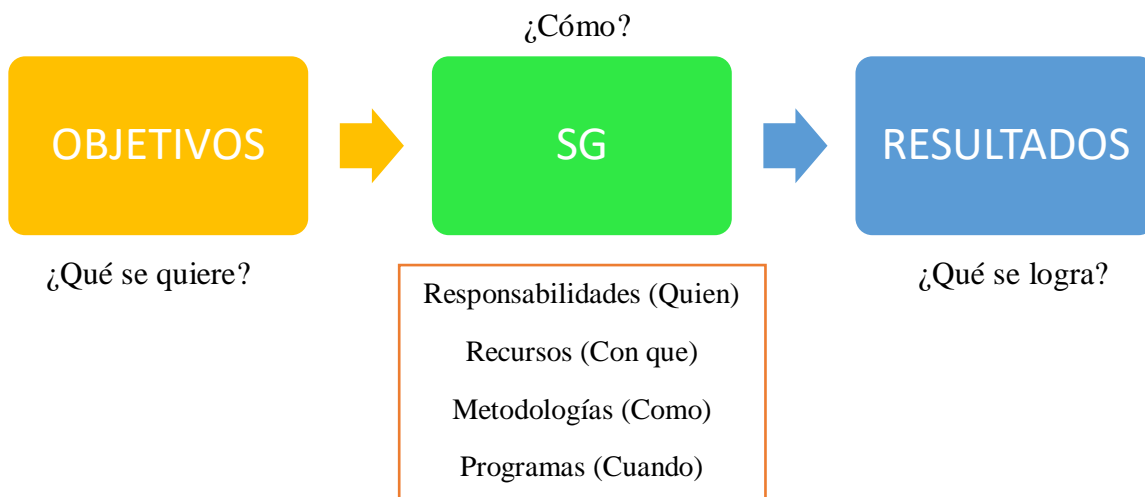 ¿Cómo?
OBJETIVOS
SG
RESULTADOS
¿Qué se quiere?
¿Qué se logra?
Responsabilidades (Quien)
Recursos (Con que)
Metodologías (Como)
Programas (Cuando)